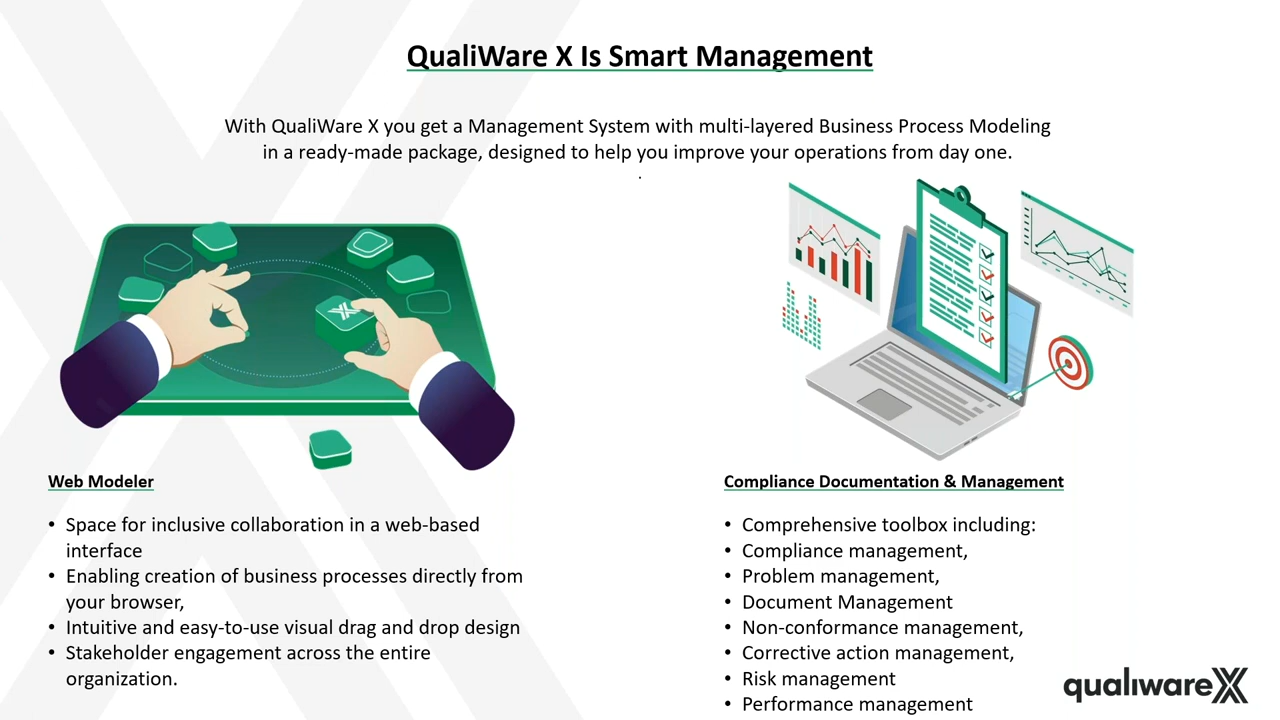 QualiWare X Is Smart Management
With QualiWare X you get a Management System with multi-layered Business Process Modeling
in a ready-made package, designed to help you improve your operations from day one.
.
Web Modeler
• Space for inclusive collaboration in a web-based
interface
• Enabling creation of business processes directly from
your browser,
• Intuitive and easy-to-use visual drag and drop design
• Stakeholder engagement across the entire
organization.
Compliance Documentation & Management
• Comprehensive toolbox including:
• Compliance management,
• Problem management,
• Document Management
• Non-conformance management,
• Corrective action management,
• Risk management
• Performance management
qualiwareX